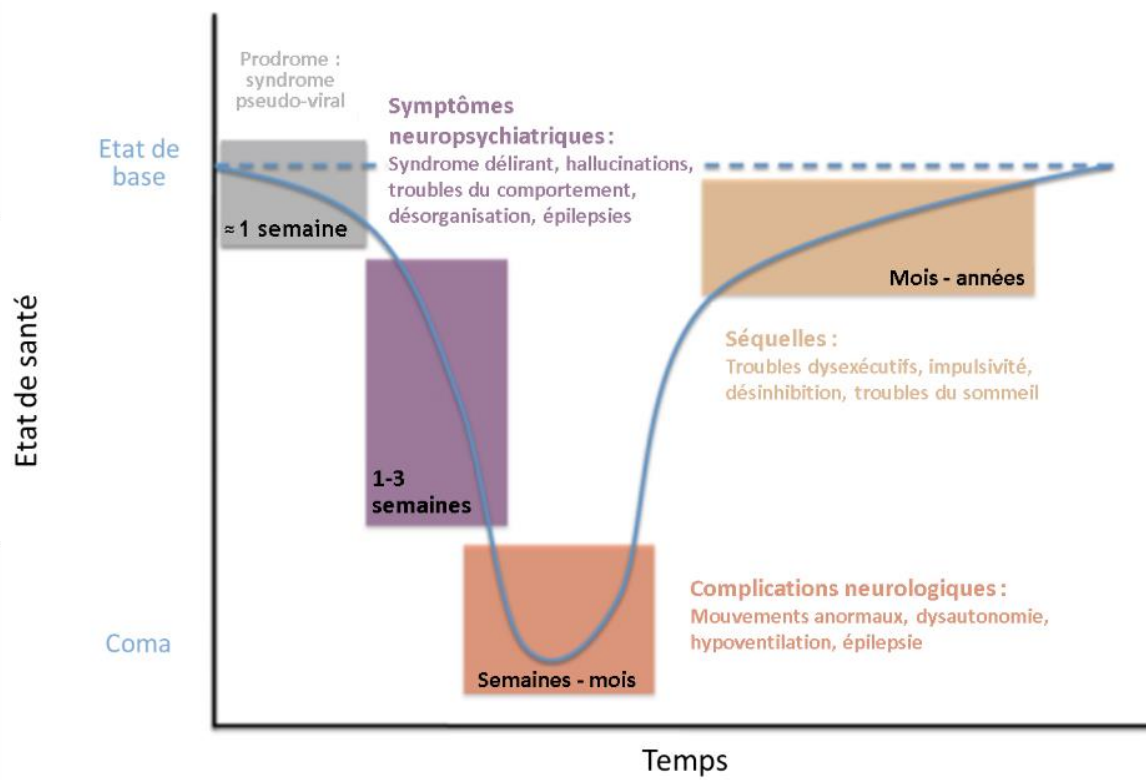 Prodrome :
syndrome
pseudo-viral
Symptômes
neuropsychiatriques :
Syndrome délirant, hallucinations,
troubles du comportement,
désorganisation, épilepsies
Etat de
base
≈ 1 semaine
Mois - années
Séquelles :
Troubles dysexécutifs, impulsivité,
désinhibition, troubles du sommeil
Etat de santé
1-3
semaines
Complications neurologiques :
Mouvements anormaux, dysautonomie,
hypoventilation, épilepsie
Coma
Semaines - mois
Temps